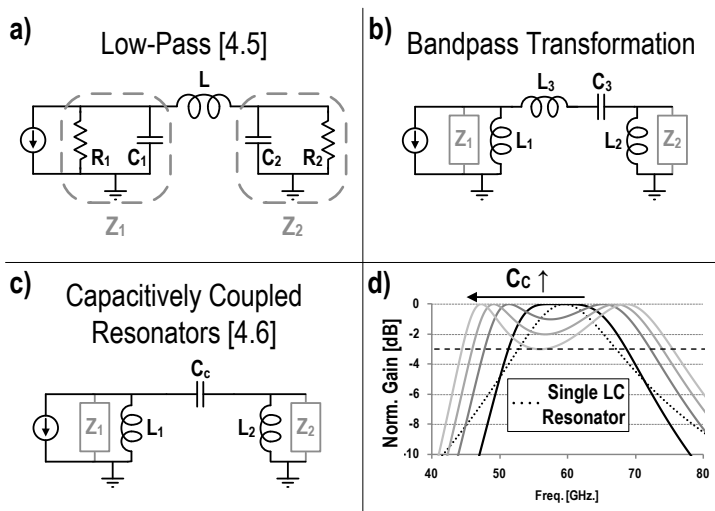 a)
Low-Pass [4.5]
L
R1
C1
C2
R2
Z1
Z2
b)
Bandpass Transformation
L3
C3
Z1
L1
L2
Z2
c)
Capacitively Coupled
Resonators [4.6]
Cc
Z1
L1
L2
Z2
d)
CC ↑
Norm. Gain [dB]
0
-2
-4
-6
-8
-10
Single LC
Resonator
40
50
60
70
80
Freq. [GHz.]